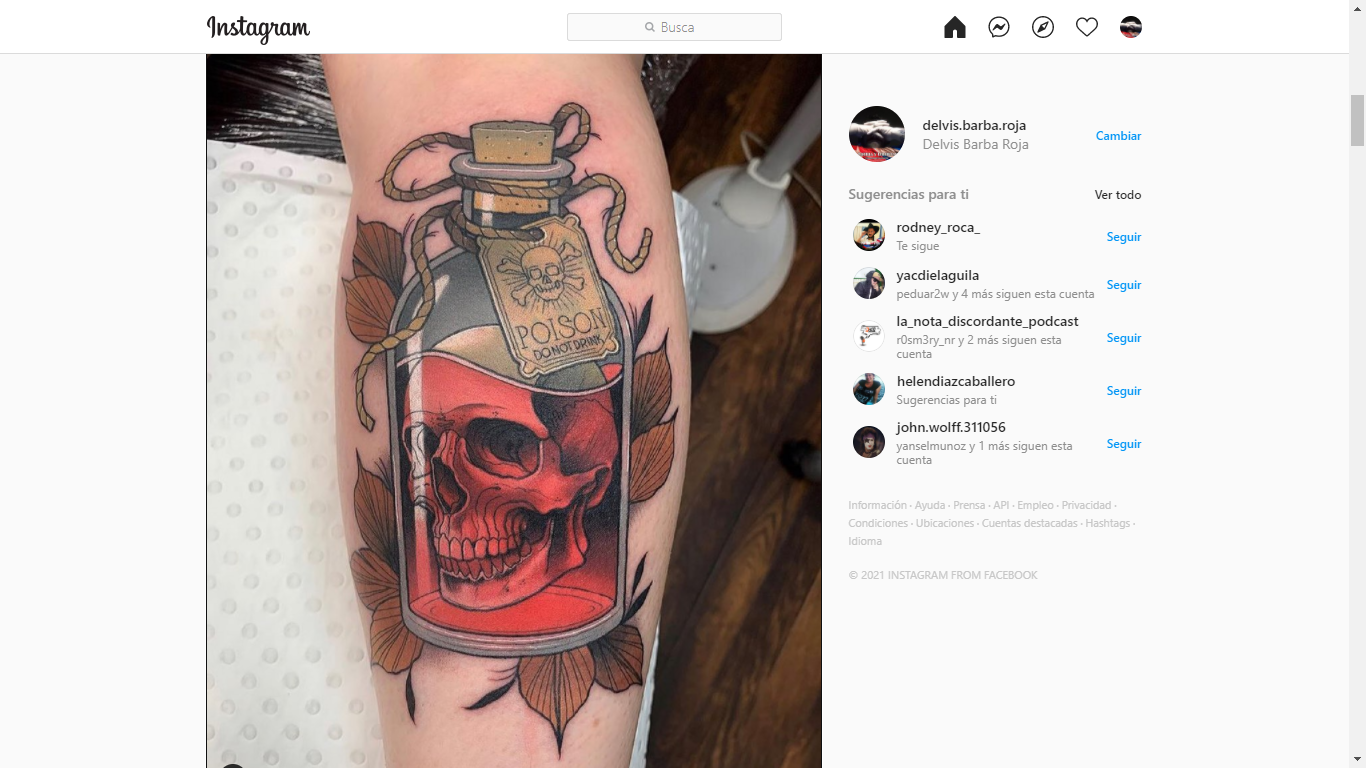 Instagram
Busca
POISON
DO NOT DRINK
delvis.barba.roja
Delvis Barba Roja
Cambiar
Sugerencias para ti
Ver todo
rodney_roca_
Te sigue
Seguir
yacdielaguila
peduar2w y 4 más siguen esta cuenta
Seguir
la_nota_discordante_podcast
r0sm3ry_nr y 2 más siguen esta
cuenta
Seguir
helendiazcaballero
Sugerencias para ti
Seguir
john.wolff.311056
yanselmunoz y 1 más siguen esta
cuenta
Seguir
Información · Ayuda · Prensa · API · Empleo · Privacidad ·
Condiciones · Ubicaciones · Cuentas destacadas · Hashtags ·
Idioma
© 2021 INSTAGRAM FROM FACEBOOK